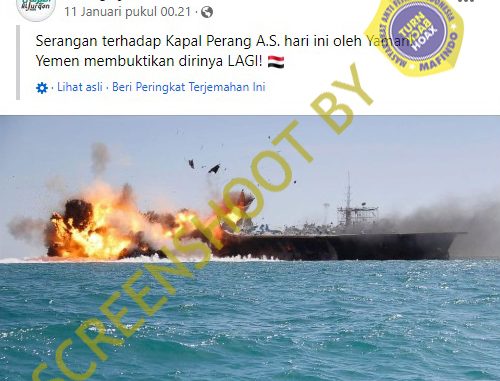 11 Januari pukul 00.21 ·
Serangan terhadap Kapal Perang A.S. hari ini oleh Yaman!
Yemen membuktikan dirinya LAGI! 🇾🇪
· Lihat asli · Beri Peringkat Terjemahan Ini
TURN
BACK
HOAX
MAFINDO
SCREENSHOOT BY